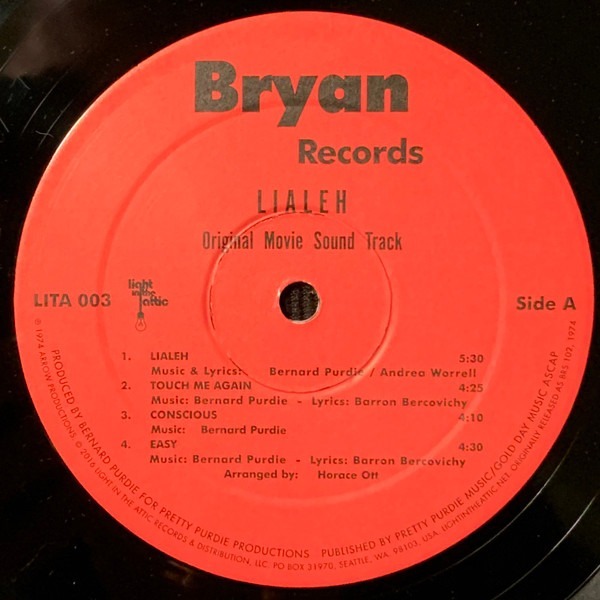 Bryan
Records
LIALEH
Original Movie Sound Track
LITA 003
light
in the
attic
Side A
1. LIALEH 5:30
Music & Lyrics: Bernard Purdie / Andrea Worrell
2. TOUCH ME AGAIN 4:25
Music: Bernard Purdie - Lyrics: Barron Bercovichy
3. CONSCIOUS 4:10
Music: Bernard Purdie
4. EASY 4:30
Music: Bernard Purdie - Lyrics: Barron Bercovichy
Arranged by: Horace Ott
PRODUCED BY BERNARD PURDIE FOR PRETTY PURDIE PRODUCTIONS PUBLISHED BY PRETTY PURDIE MUSIC/GOLD DAY MUSIC ASCAP
℗ 1974 ARROW PRODUCTIONS. © 2016 LIGHT IN THE ATTIC RECORDS & DISTRIBUTION, LLC. PO BOX 31970, SEATTLE, WA, 98103, USA. LIGHTINTHEATTIC.NET. ORIGINALLY RELEASED AS BRS 102, 1974